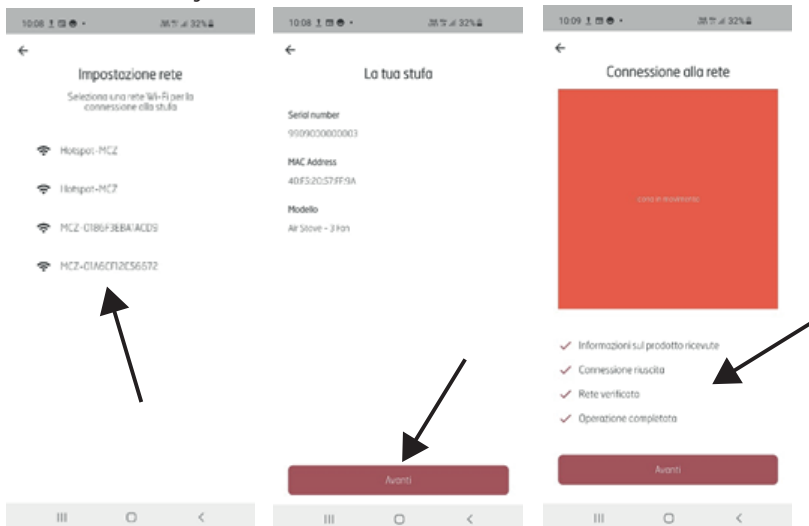 10:08
32%
Impostazione rete
Seleziona una rete Wi-Fi per la
connessione alla stufa
Hotspot-MCZ
Hotspot-MCZ
MCZ-0186F3EBA1ACD9
MCZ-01A6CF12C56572
10:08
32%
La tua stufa
Serial number
9909000000003
MAC Address
40:F5:20:57:FF:9A
Modello
Air Stove - 3 Fan
Avanti
10:09
32%
Connessione alla rete
Informazioni sul prodotto ricevute
Connessione riuscita
Rete verificata
Operazione completata
Avanti